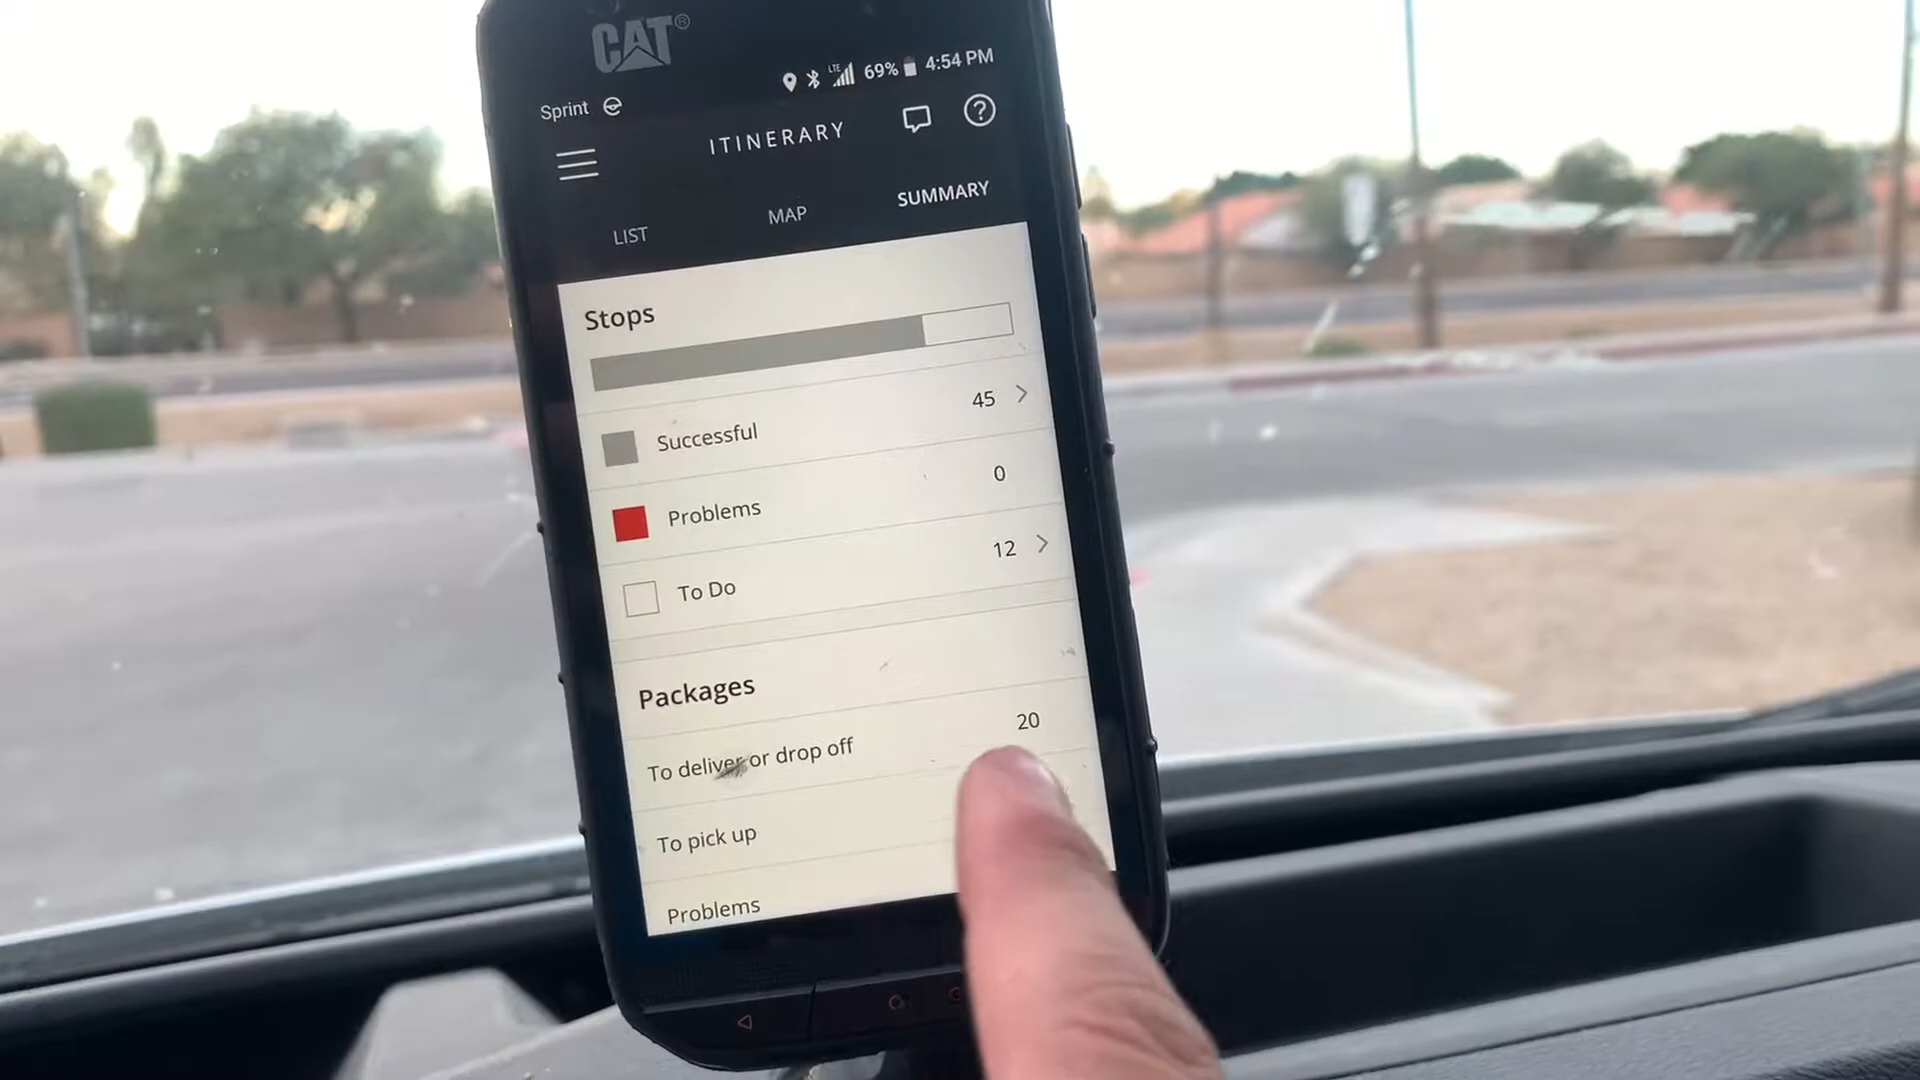 CAT®
Sprint LTE 69% 4:54 PM
ITINERARY ?
LIST MAP SUMMARY
Stops
Successful 45
Problems 0
To Do 12
Packages
To deliver or drop off 20
To pick up
Problems